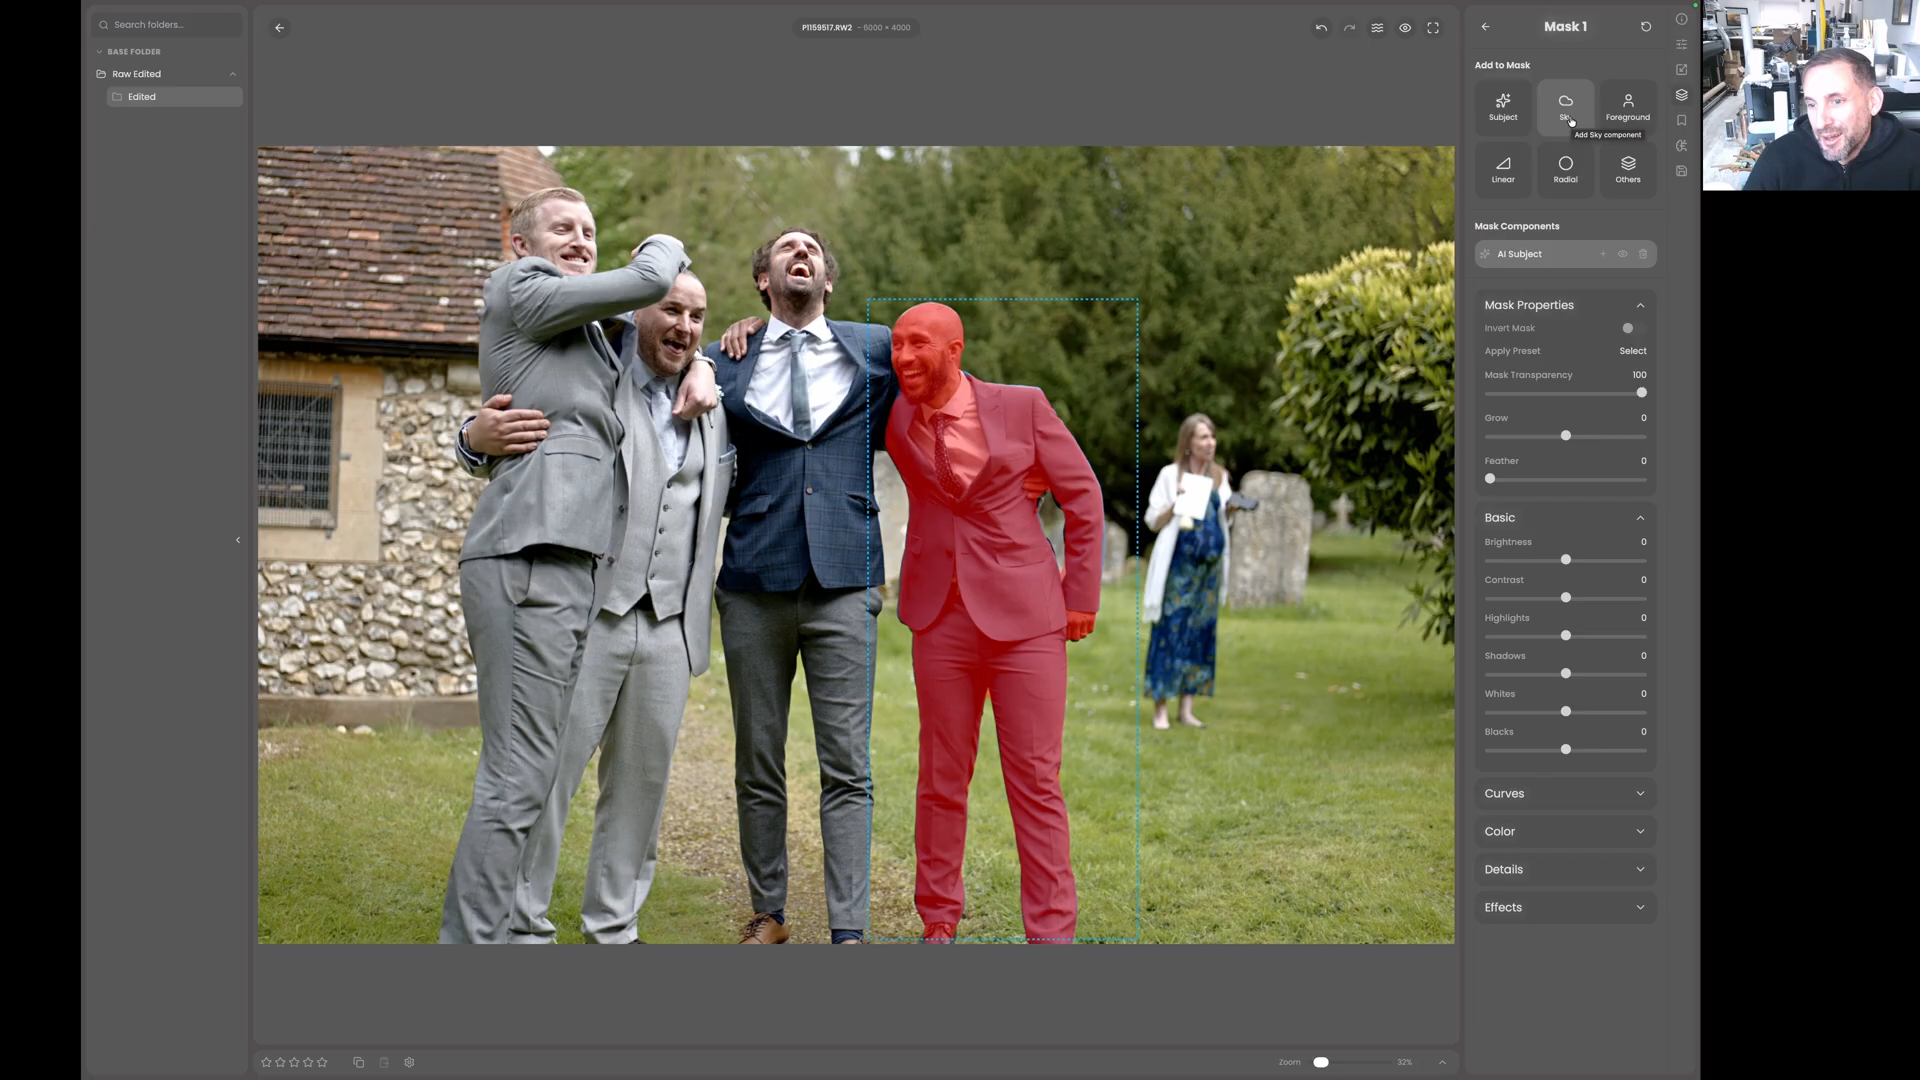 Search folders...
BASE FOLDER
Raw Edited
Edited
P1159517.RW2 - 6000 × 4000
Mask 1
Add to Mask
Subject
Sky
Foreground
Add Sky component
Linear
Radial
Others
Mask Components
AI Subject
Mask Properties
Invert Mask
Apply Preset Select
Mask Transparency 100
Grow 0
Feather 0
Basic
Brightness 0
Contrast 0
Highlights 0
Shadows 0
Whites 0
Blacks 0
Curves
Color
Details
Effects
Zoom 32%